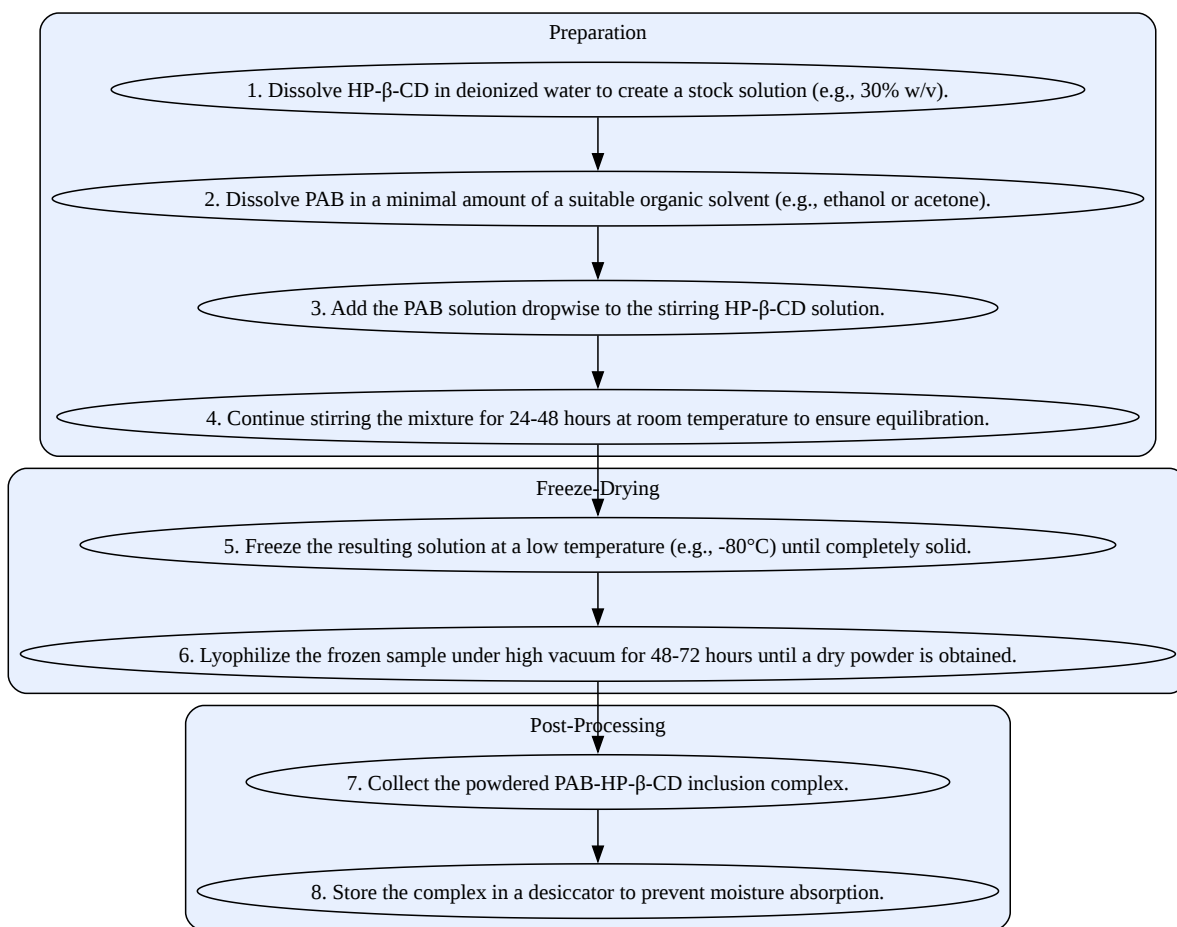 Preparation
1. Dissolve HP-β-CD in deionized water to create a stock solution (e.g., 30% w/v).
2. Dissolve PAB in a minimal amount of a suitable organic solvent (e.g., ethanol or acetone).
3. Add the PAB solution dropwise to the stirring HP-β-CD solution.
4. Continue stirring the mixture for 24-48 hours at room temperature to ensure equilibration.
Freeze-Drying
5. Freeze the resulting solution at a low temperature (e.g., -80°C) until completely solid.
6. Lyophilize the frozen sample under high vacuum for 48-72 hours until a dry powder is obtained.
Post-Processing
7. Collect the powdered PAB-HP-β-CD inclusion complex.
8. Store the complex in a desiccator to prevent moisture absorption.